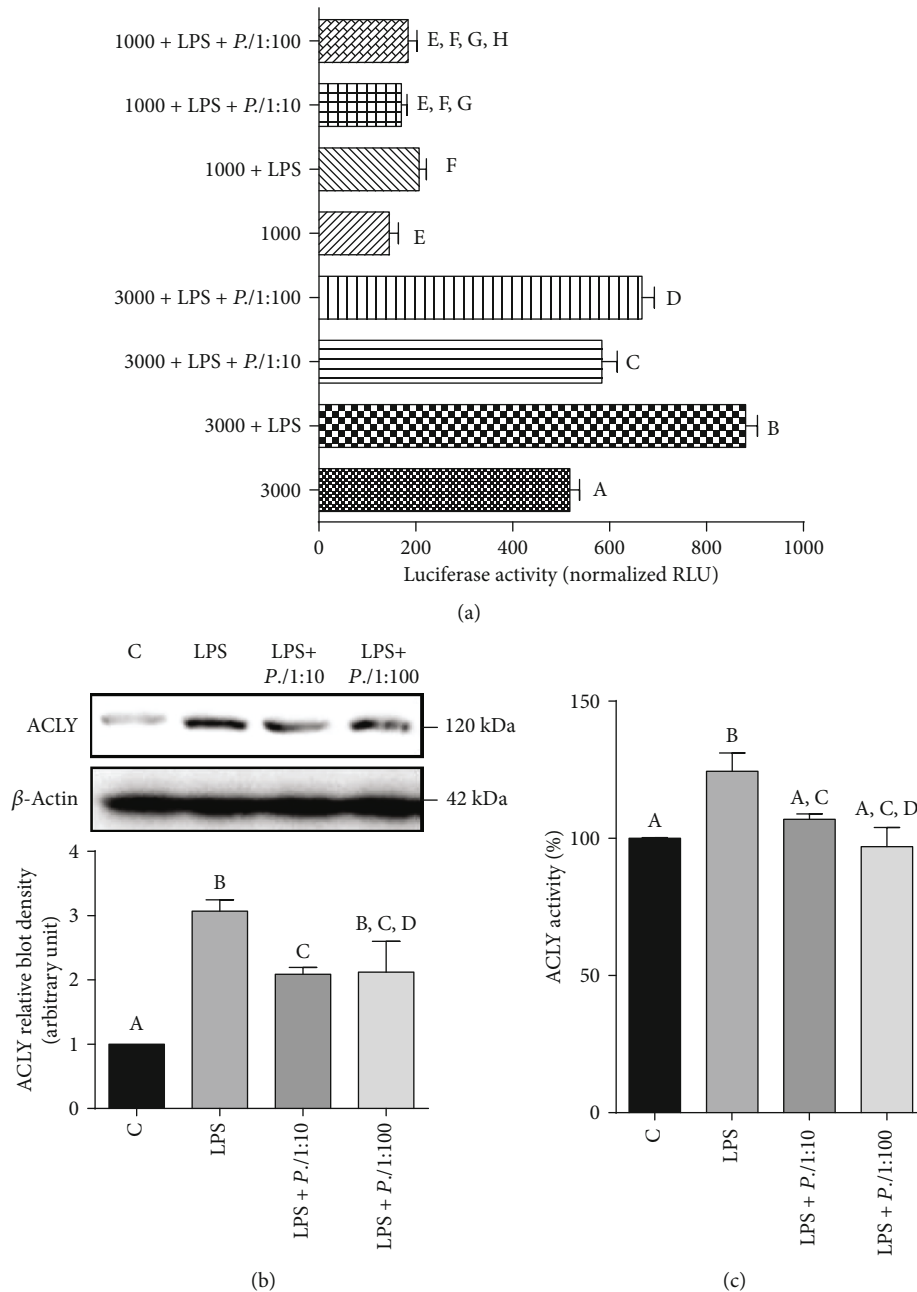 1000 + LPS + P./1:100
E, F, G, H
1000 + LPS + P./1:10
E, F, G
1000 + LPS
F
1000
E
3000 + LPS + P./1:100
D
3000 + LPS + P./1:10
C
3000 + LPS
B
3000
A
0 200 400 600 800 1000
Luciferase activity (normalized RLU)
(a)
C LPS LPS+ LPS+
P./1:10 P./1:100
ACLY 120 kDa
β-Actin 42 kDa
ACLY relative blot density
(arbitrary unit)
4
3
2
1
0
A
B
C
B, C, D
C
LPS
LPS + P./1:10
LPS + P./1:100
(b)
ACLY activity (%)
150
100
50
0
A
B
A, C
A, C, D
C
LPS
LPS + P./1:10
LPS + P./1:100
(c)